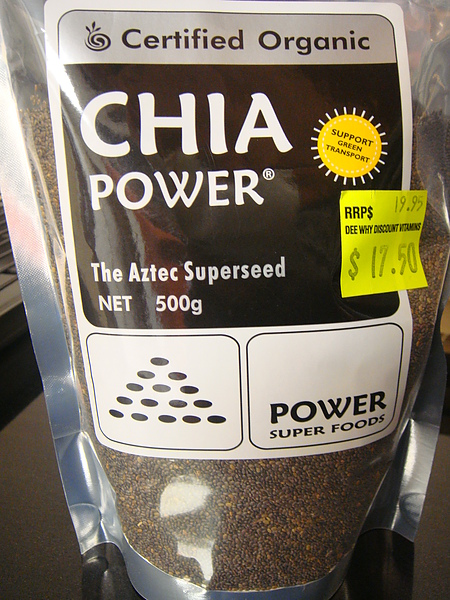 Certified Organic
CHIA
POWER®
SUPPORT
GREEN
TRANSPORT
RRP$ 19.95
DEE WHY DISCOUNT VITAMINS
$ 17.50
The Aztec Superseed
NET 500g
POWER
SUPER FOODS